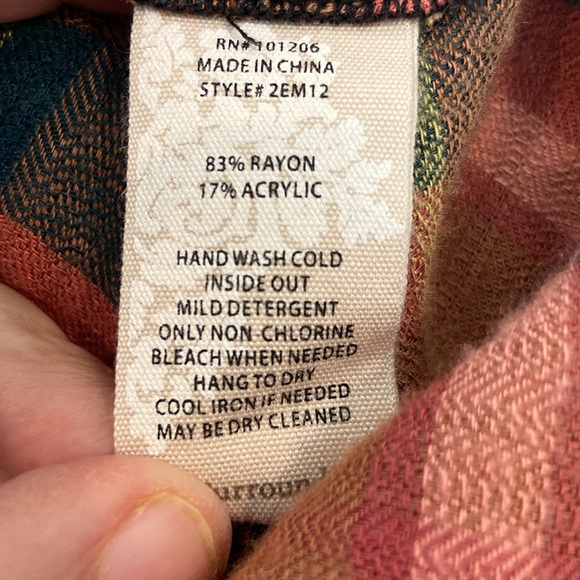 RN# 101206
MADE IN CHINA
STYLE# 2EM12
83% RAYON
17% ACRYLIC
HAND WASH COLD
INSIDE OUT
MILD DETERGENT
ONLY NON-CHLORINE
BLEACH WHEN NEEDED
HANG TO DRY
COOL IRON IF NEEDED
MAY BE DRY CLEANED